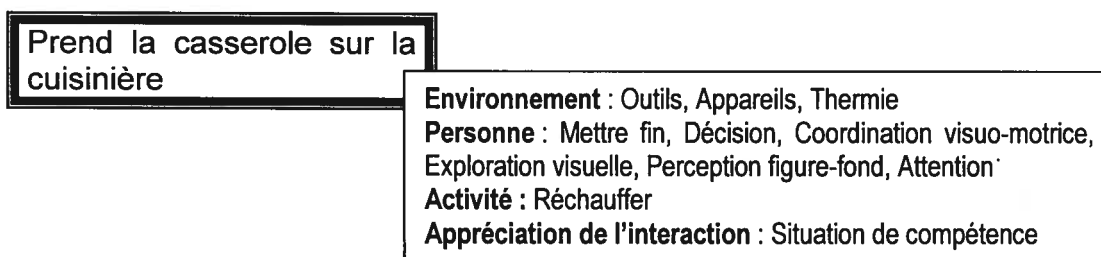 Prend la casserole sur la
cuisinière
Environnement : Outils, Appareils, Thermie
Personne : Mettre fin, Décision, Coordination visuo-motrice,
Exploration visuelle, Perception figure-fond, Attention
Activité : Réchauffer
Appréciation de l'interaction : Situation de compétence